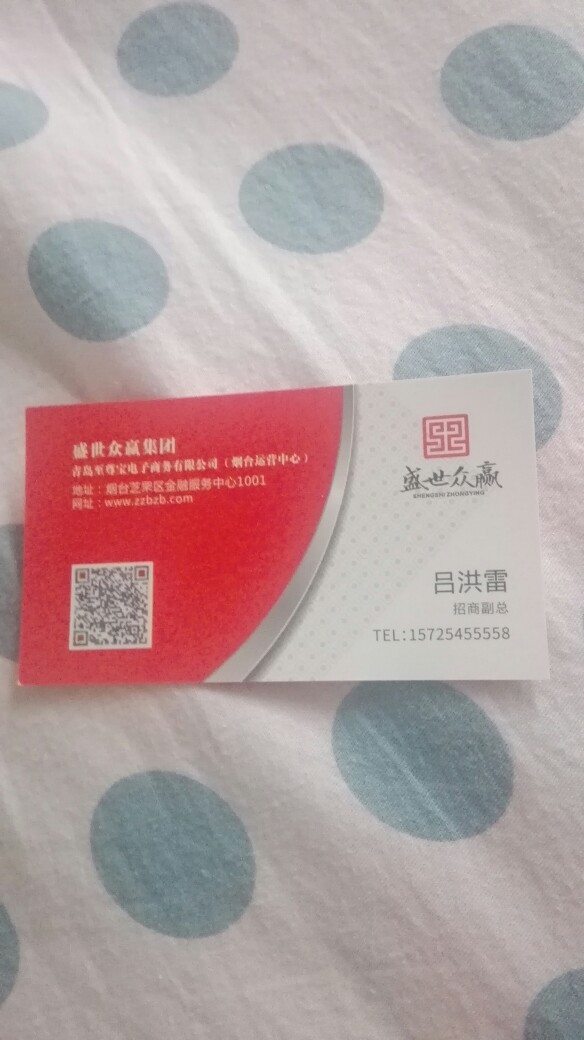 盛世众赢集团
青岛至尊宝电子商务有限公司（烟台运营中心）
地址：烟台芝罘区金融服务中心1001
网址：www.zzbzb.com
盛世众赢
SHENGSHI ZHONGYING
吕洪雷
招商副总
TEL:15725455558